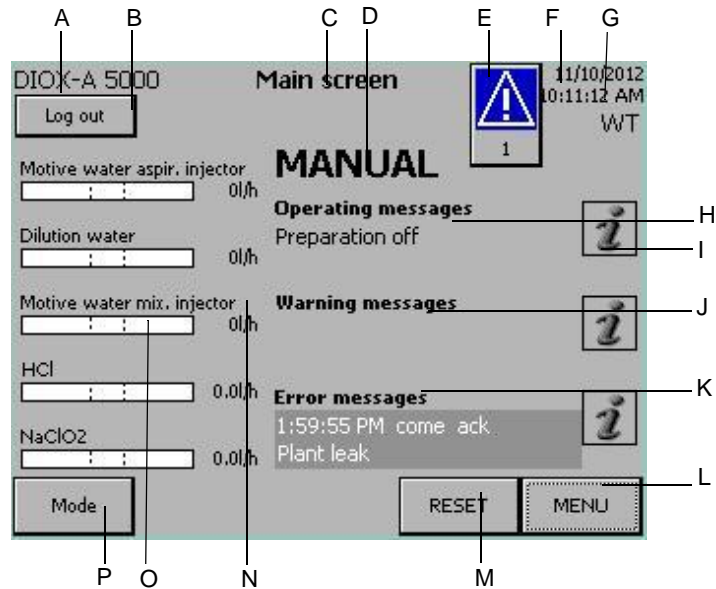 A B C D E F G
DIOX-A 5000 Main screen 11/10/2012
10:11:12 AM
Log out WT
1
MANUAL
Motive water aspir. injector
0l/h
Operating messages H
Preparation off
I
Dilution water
0l/h
Motive water mix. injector Warning messages J
0l/h
HCl
0.0l/h
K
Error messages
1:59:55 PM come ack
Plant leak
NaClO2
0.0l/h
L
Mode RESET MENU
P O N M